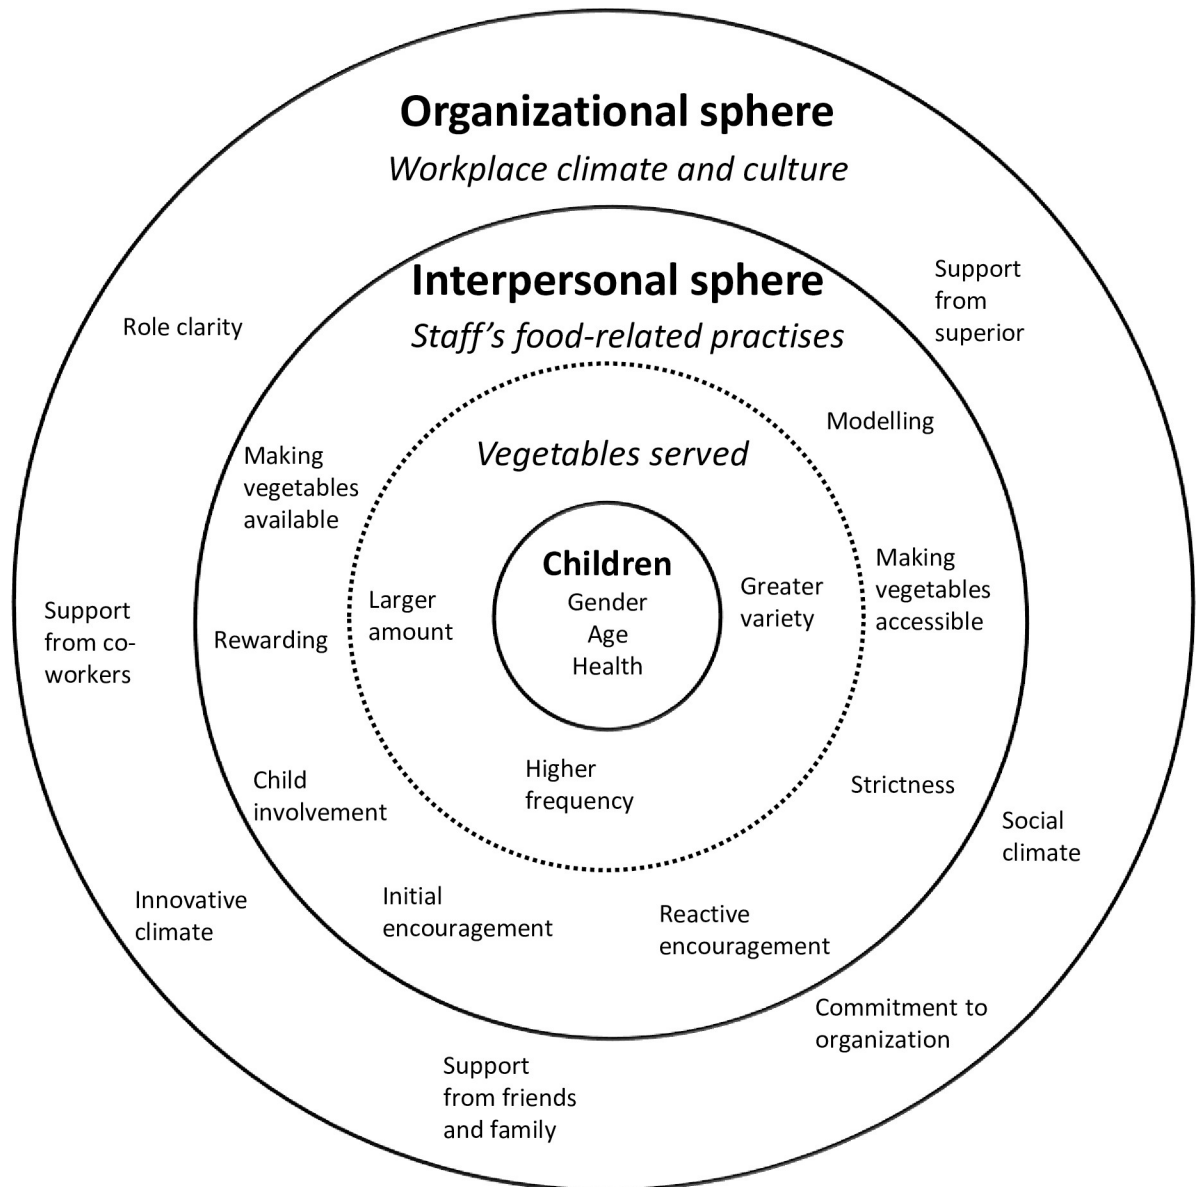 Organizational sphere
Workplace climate and culture
Interpersonal sphere
Staff’s food-related practises
Support
from
superior
Role clarity
Modelling
Making
vegetables
available
Vegetables served
Children
Gender
Age
Health
Larger
amount
Greater
variety
Making
vegetables
accessible
Support
from co-
workers
Rewarding
Higher
frequency
Child
involvement
Strictness
Social
climate
Innovative
climate
Initial
encouragement
Reactive
encouragement
Commitment to
organization
Support
from friends
and family